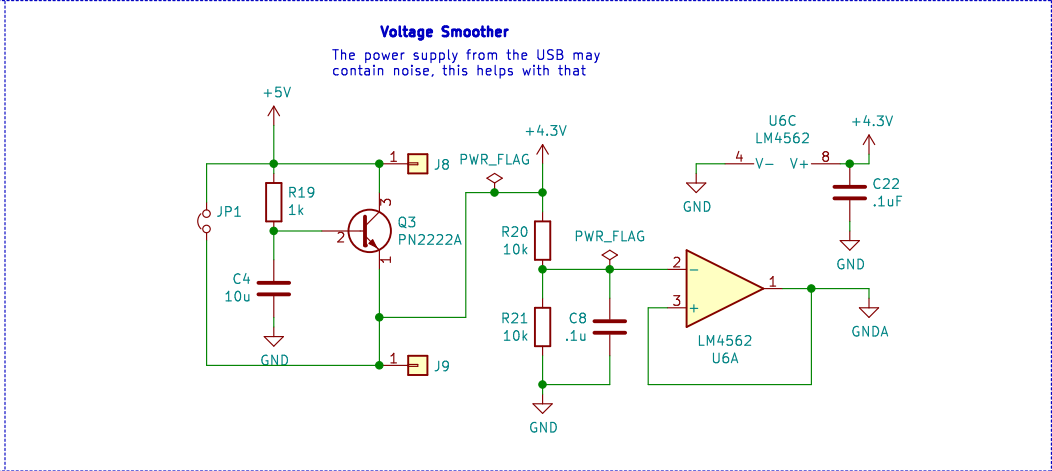 Voltage Smoother
The power supply from the USB may
contain noise, this helps with that
+5V
1
J8
R19
1k
JP1
3
2
Q3
PN2222A
1
C4
10u
GND
1
J9
+4.3V
PWR_FLAG
R20
10k
PWR_FLAG
R21
10k
C8
.1u
GND
2
-
3
+
1
LM4562
U6A
GNDA
U6C
LM4562
4
V-
V+
8
GND
+4.3V
C22
.1uF
GND